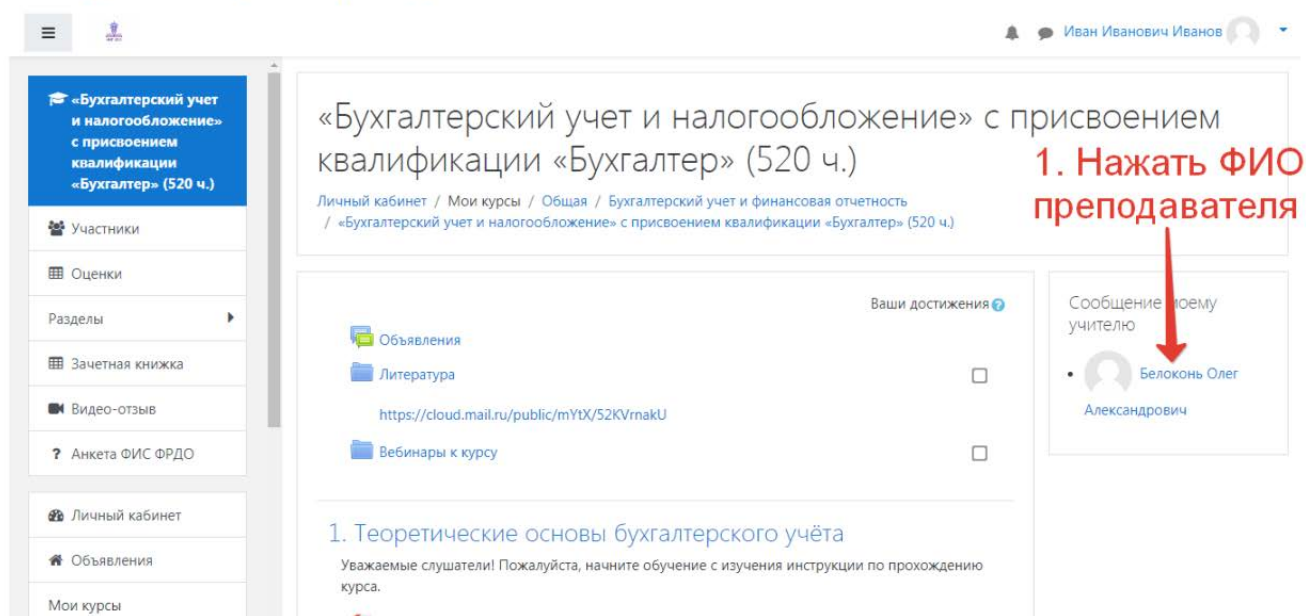 Иван Иванович Иванов
«Бухгалтерский учет
и налогообложение»
с присвоением
квалификации
«Бухгалтер» (520 ч.)
Участники
Оценки
Разделы
Зачетная книжка
Видео-отзыв
? Анкета ФИС ФРДО
Личный кабинет
Объявления
Мои курсы
«Бухгалтерский учет и налогообложение» с присвоением
квалификации «Бухгалтер» (520 ч.)
Личный кабинет / Мои курсы / Общая / Бухгалтерский учет и финансовая отчетность
/ «Бухгалтерский учет и налогообложение» с присвоением квалификации «Бухгалтер» (520 ч.)
1. Нажать ФИО
преподавателя
Ваши достижения
Объявления
Литература
https://cloud.mail.ru/public/mYtX/52KVrnakU
Вебинары к курсу
1. Теоретические основы бухгалтерского учёта
Уважаемые слушатели! Пожалуйста, начните обучение с изучения инструкции по прохождению
курса.
Сообщение моему
учителю
Белоконь Олег
Александрович